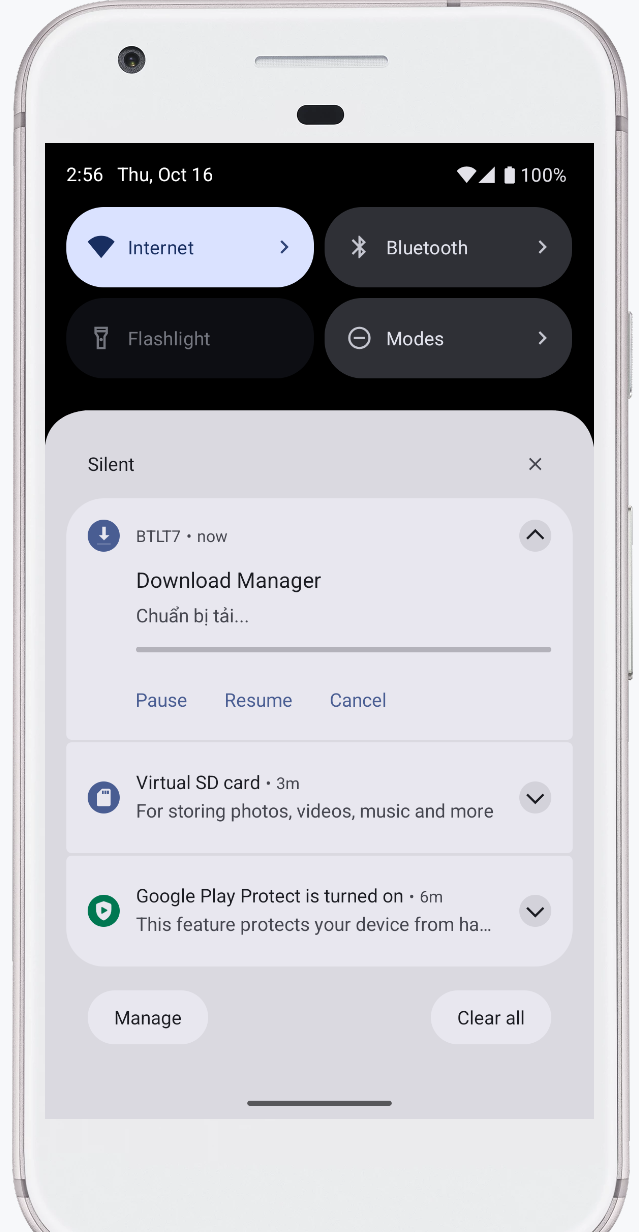 2:56 Thu, Oct 16 100%
Internet
Bluetooth
Flashlight
Modes
Silent
BTLT7 • now
Download Manager
Chuẩn bị tải...
Pause Resume Cancel
Virtual SD card • 3m
For storing photos, videos, music and more
Google Play Protect is turned on • 6m
This feature protects your device from ha...
Manage
Clear all